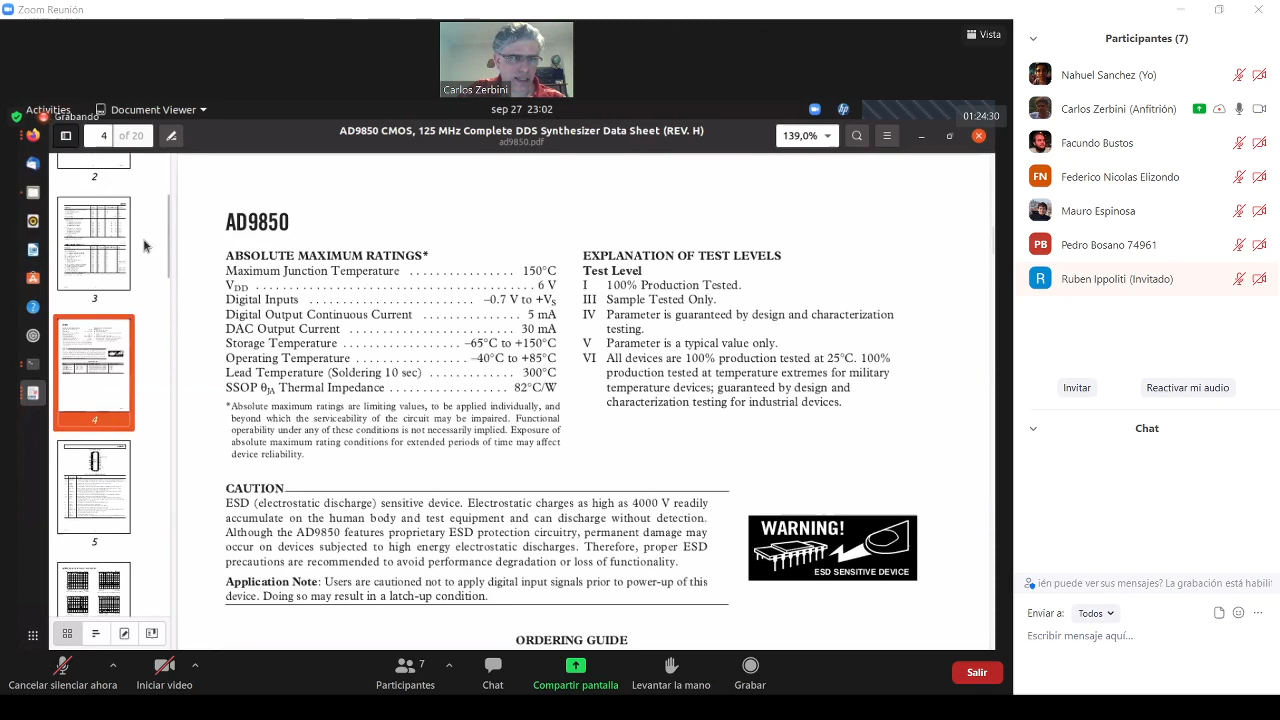 Zoom Reunión
Vista
Carlos Zerbini
Activities
Document Viewer
sep 27 23:02
Grabando
01:24:30
4 of 20
AD9850 CMOS, 125 MHz Complete DDS Synthesizer Data Sheet (REV. H)
ad9850.pdf
139,0%
2
3
4
5
AD9850
ABSOLUTE MAXIMUM RATINGS*
Maximum Junction Temperature . . . . . . . . . . . . . . . . 150°C
VDD . . . . . . . . . . . . . . . . . . . . . . . . . . . . . . . . . . . . . . . . 6 V
Digital Inputs . . . . . . . . . . . . . . . . . . . . . . . . –0.7 V to +VS
Digital Output Continuous Current . . . . . . . . . . . . . . 5 mA
DAC Output Current . . . . . . . . . . . . . . . . . . . . . . . . 30 mA
Storage Temperature . . . . . . . . . . . . . . . . . –65°C to +150°C
Operating Temperature . . . . . . . . . . . . . . . . –40°C to +85°C
Lead Temperature (Soldering 10 sec) . . . . . . . . . . . . . 300°C
SSOP θJA Thermal Impedance . . . . . . . . . . . . . . . . . 82°C/W
*Absolute maximum ratings are limiting values, to be applied individually, and
beyond which the serviceability of the circuit may be impaired. Functional
operability under any of these conditions is not necessarily implied. Exposure of
absolute maximum rating conditions for extended periods of time may affect
device reliability.
EXPLANATION OF TEST LEVELS
Test Level
I 100% Production Tested.
III Sample Tested Only.
IV Parameter is guaranteed by design and characterization
testing.
V Parameter is a typical value only.
VI All devices are 100% production tested at 25°C. 100%
production tested at temperature extremes for military
temperature devices; guaranteed by design and
characterization testing for industrial devices.
CAUTION
ESD (electrostatic discharge) sensitive device. Electrostatic charges as high as 4000 V readily
accumulate on the human body and test equipment and can discharge without detection.
Although the AD9850 features proprietary ESD protection circuitry, permanent damage may
occur on devices subjected to high energy electrostatic discharges. Therefore, proper ESD
precautions are recommended to avoid performance degradation or loss of functionality.
Application Note: Users are cautioned not to apply digital input signals prior to power-up of this
device. Doing so may result in a latch-up condition.
WARNING!
ESD SENSITIVE DEVICE
ORDERING GUIDE
Participantes (7)
Nahuel Sanchez (Yo)
Carlos Zerbini (Anfitrión)
Facundo Bustos
FN Federico Nicolas Elizondo
Mauro Espinosa
PB Pedro Bosano 74961
R Ruben Ippoliti (Invitado)
Invitar
Reactivar mi audio
Chat
ién puede ver sus mensajes? La grabación está habilit
Enviar a: Todos
Escribir mensaje aquí...
Cancelar silenciar ahora
Iniciar video
7
Participantes
Chat
Compartir pantalla
Levantar la mano
Grabar
Salir